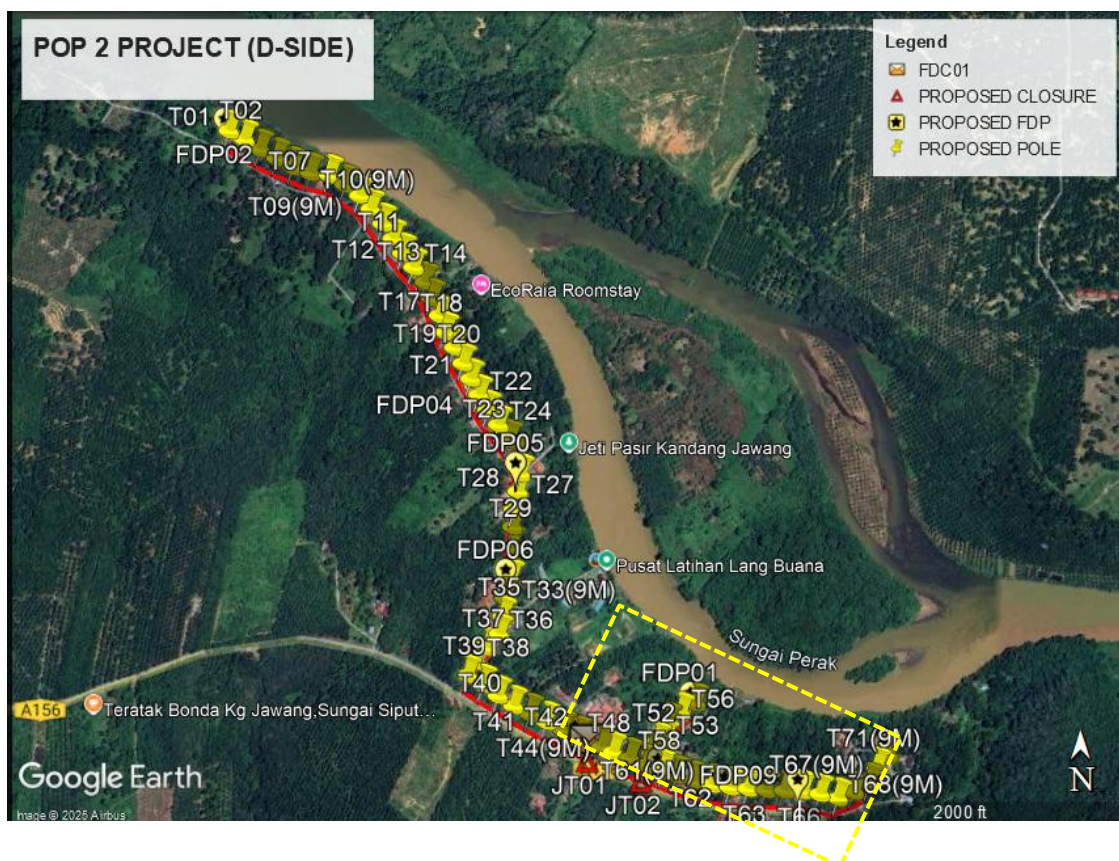 POP 2 PROJECT (D-SIDE)
Legend
FDC01
PROPOSED CLOSURE
PROPOSED FDP
PROPOSED POLE
T01
T02
FDP02
T07
T10(9M)
T09(9M)
T11
T12
T13
T14
EcoRaia Roomstay
T17
T18
T19
T20
T21
T22
FDP04
T23
T24
FDP05
Jeti Pasir Kandang Jawang
T28
T27
T29
FDP06
Pusat Latihan Lang Buana
T35
T33(9M)
T37
T36
T39
T38
Sungai Perak
FDP01
T40
T56
A156
Teratak Bonda Kg Jawang,Sungai Siput...
T41
T42
T48
T52
T53
T44(9M)
T58
T71(9M)
JT01
T61(9M)
FDP09
T67(9M)
T68(9M)
JT02
T62
T63
T66
Google Earth
N
Image © 2025 Airbus
2000 ft